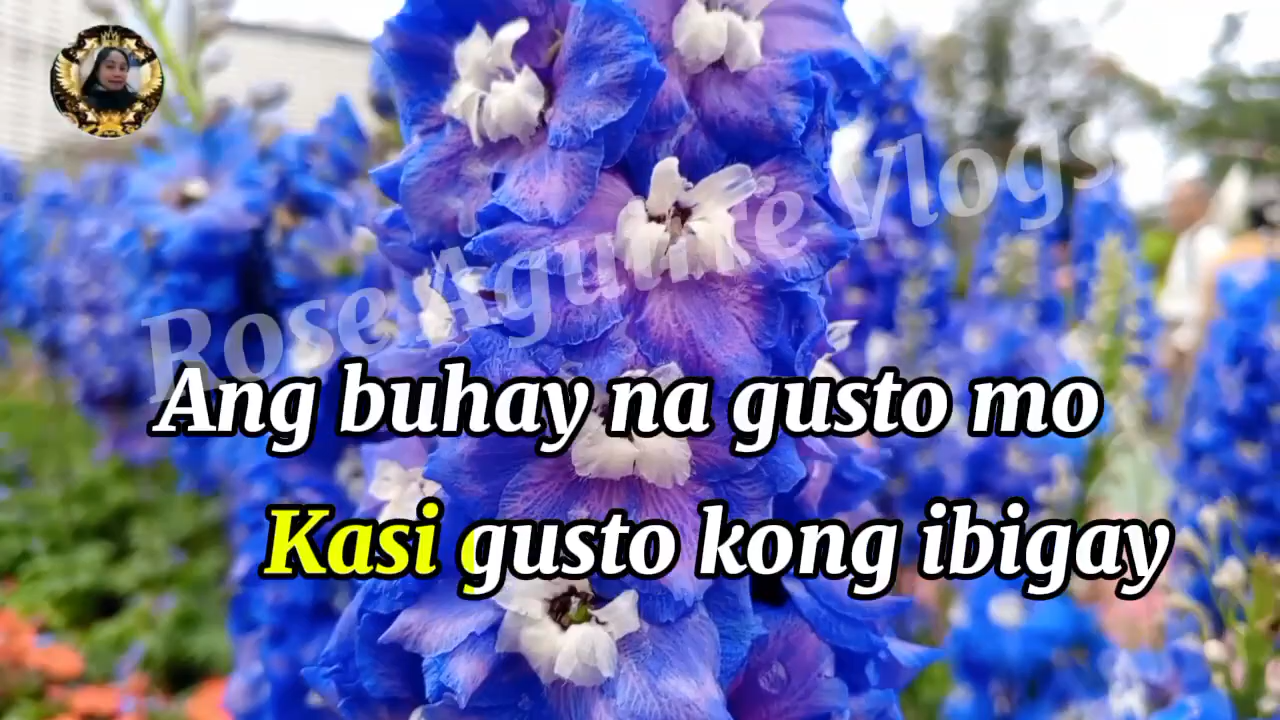 Rose Aguirre Vlogs
Ang buhay na gusto mo
Kasi gusto kong ibigay